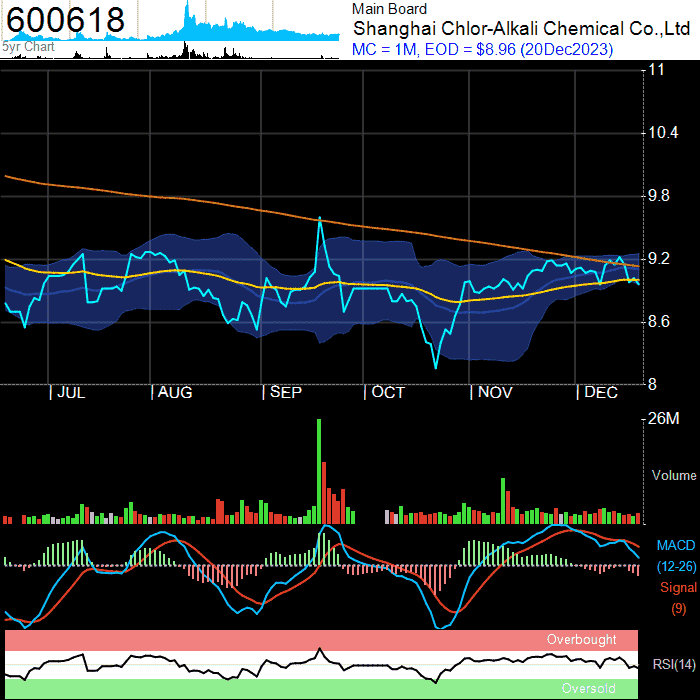 600618
5yr Chart
Main Board
Shanghai Chlor-Alkali Chemical Co.,Ltd
MC = 1M, EOD = $8.96 (20Dec2023)
11
10.4
9.8
9.2
8.6
8
| JUL | AUG | SEP | OCT | NOV | DEC
26M
Volume
MACD
(12-26)
Signal
(9)
Overbought
RSI(14)
Oversold